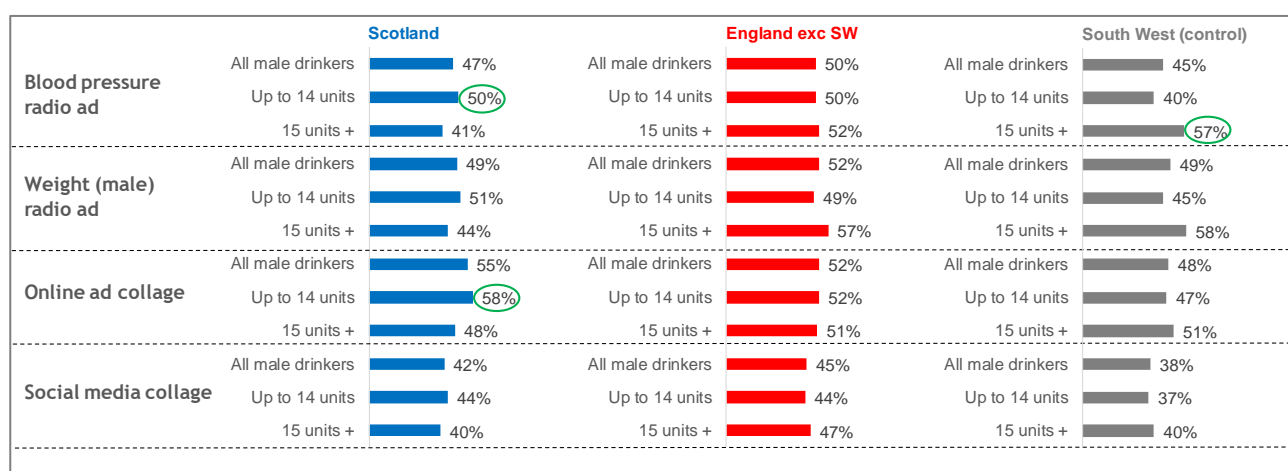 Scotland England exc SW South West (control)
Blood pressure
radio ad
All male drinkers 47% All male drinkers 50% All male drinkers 45%
Up to 14 units 50% Up to 14 units 50% Up to 14 units 40%
15 units + 41% 15 units + 52% 15 units + 57%
Weight (male)
radio ad
All male drinkers 49% All male drinkers 52% All male drinkers 49%
Up to 14 units 51% Up to 14 units 49% Up to 14 units 45%
15 units + 44% 15 units + 57% 15 units + 58%
Online ad collage
All male drinkers 55% All male drinkers 52% All male drinkers 48%
Up to 14 units 58% Up to 14 units 52% Up to 14 units 47%
15 units + 48% 15 units + 51% 15 units + 51%
Social media collage
All male drinkers 42% All male drinkers 45% All male drinkers 38%
Up to 14 units 44% Up to 14 units 44% Up to 14 units 37%
15 units + 40% 15 units + 47% 15 units + 40%